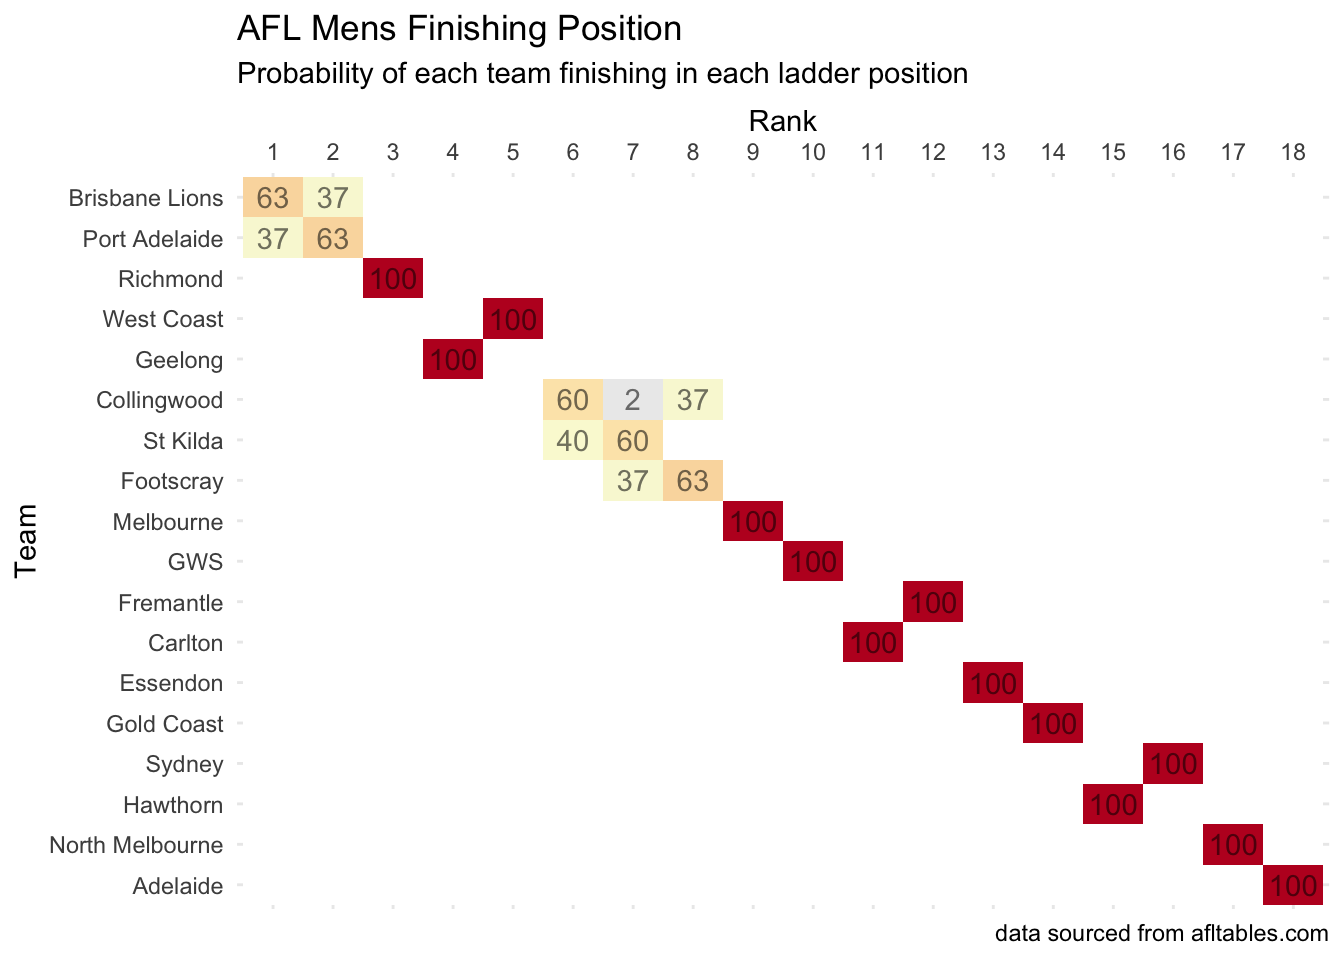 AFL Mens Finishing Position
Probability of each team finishing in each ladder position
Rank
1 2 3 4 5 6 7 8 9 10 11 12 13 14 15 16 17 18
Team
Brisbane Lions 63 37
Port Adelaide 37 63
Richmond 100
West Coast 100
Geelong 100
Collingwood 60 2 37
St Kilda 40 60
Footscray 37 63
Melbourne 100
GWS 100
Fremantle 100
Carlton 100
Essendon 100
Gold Coast 100
Sydney 100
Hawthorn 100
North Melbourne 100
Adelaide 100
data sourced from afltables.com